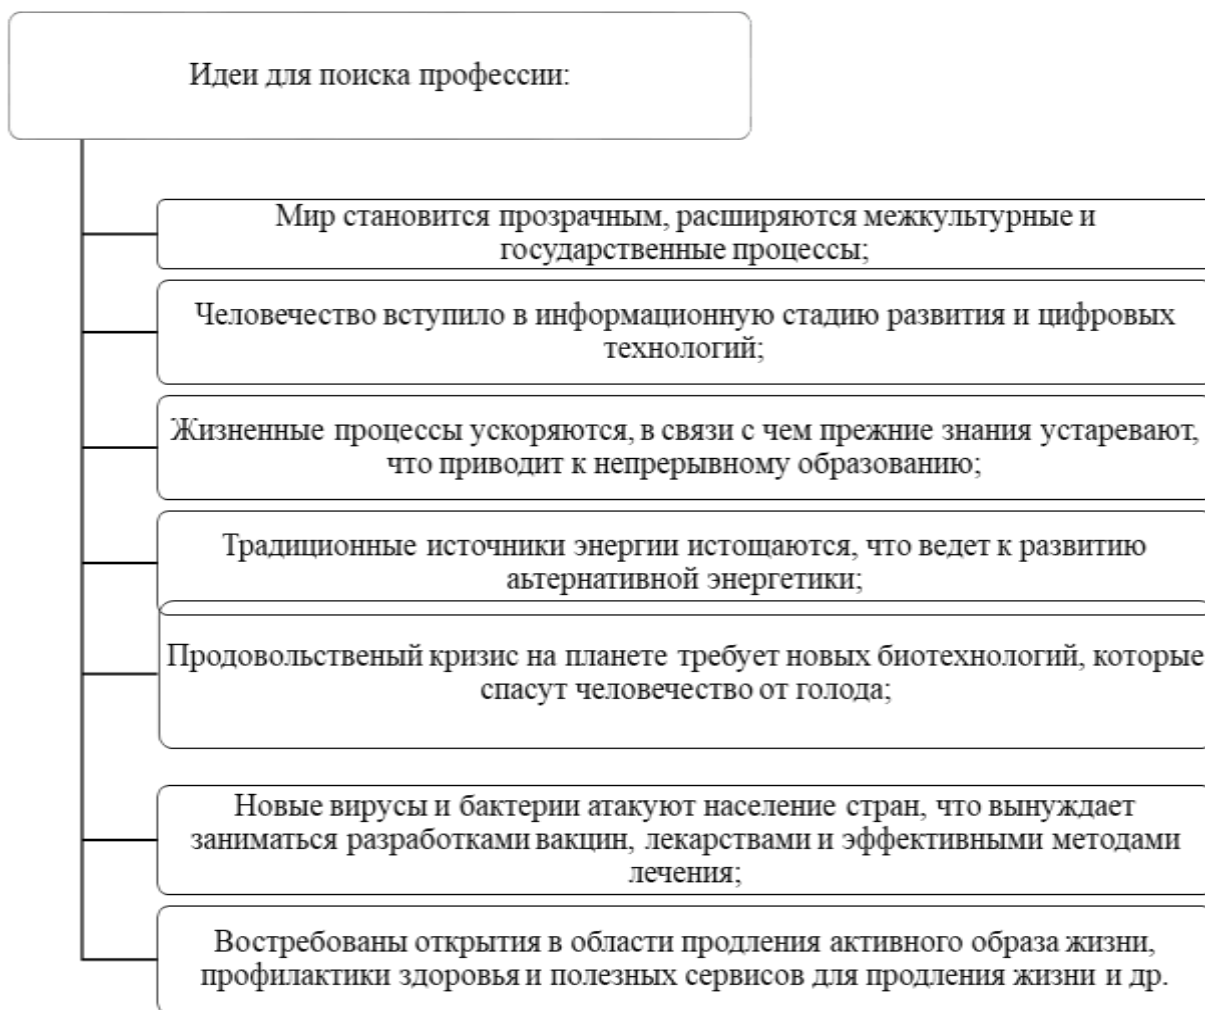 Идеи для поиска профессии:
Мир становится прозрачным, расширяются межкультурные и
государственные процессы;
Человечество вступило в информационную стадию развития и цифровых
технологий;
Жизненные процессы ускоряются, в связи с чем прежние знания устаревают,
что приводит к непрерывному образованию;
Традиционные источники энергии истощаются, что ведет к развитию
аьтернативной энергетики;
Продовольственый кризис на планете требует новых биотехнологий, которые
спасут человечество от голода;
Новые вирусы и бактерии атакуют население стран, что вынуждает
заниматься разработками вакцин, лекарствами и эффективными методами
лечения;
Востребованы открытия в области продления активного образа жизни,
профилактики здоровья и полезных сервисов для продления жизни и др.